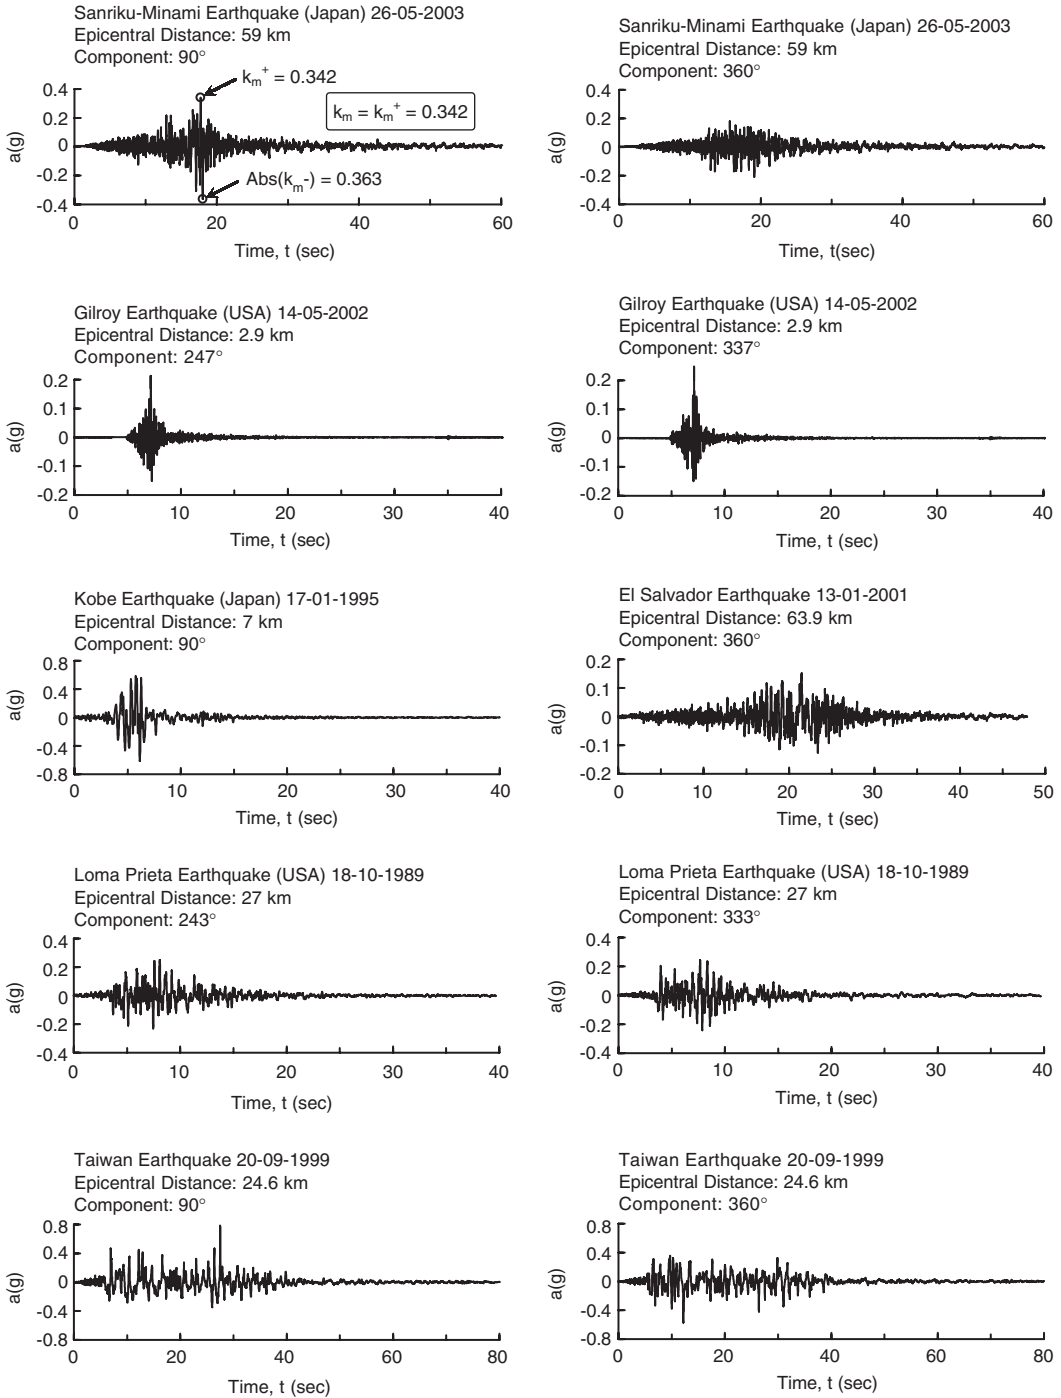 Sanriku-Minami Earthquake (Japan) 26-05-2003
Epicentral Distance: 59 km
Component: 90°
km+ = 0.342
km = km+ = 0.342
Abs(km-) = 0.363
0.4
0.2
0
-0.2
-0.4
a(g)
0
20
40
60
Time, t (sec)
Sanriku-Minami Earthquake (Japan) 26-05-2003
Epicentral Distance: 59 km
Component: 360°
0.4
0.2
0
-0.2
-0.4
a(g)
0
20
40
60
Time, t(sec)
Gilroy Earthquake (USA) 14-05-2002
Epicentral Distance: 2.9 km
Component: 247°
0.2
0.1
0
-0.1
-0.2
a(g)
0
10
20
30
40
Time, t (sec)
Gilroy Earthquake (USA) 14-05-2002
Epicentral Distance: 2.9 km
Component: 337°
0.2
0.1
0
-0.1
-0.2
a(g)
0
10
20
30
40
Time, t (sec)
Kobe Earthquake (Japan) 17-01-1995
Epicentral Distance: 7 km
Component: 90°
0.8
0.4
0
-0.4
-0.8
a(g)
0
10
20
30
40
Time, t (sec)
El Salvador Earthquake 13-01-2001
Epicentral Distance: 63.9 km
Component: 360°
0.2
0.1
0
-0.1
-0.2
a(g)
0
10
20
30
40
50
Time, t (sec)
Loma Prieta Earthquake (USA) 18-10-1989
Epicentral Distance: 27 km
Component: 243°
0.4
0.2
0
-0.2
-0.4
a(g)
0
10
20
30
40
Time, t (sec)
Loma Prieta Earthquake (USA) 18-10-1989
Epicentral Distance: 27 km
Component: 333°
0.4
0.2
0
-0.2
-0.4
a(g)
0
10
20
30
40
Time, t (sec)
Taiwan Earthquake 20-09-1999
Epicentral Distance: 24.6 km
Component: 90°
0.8
0.4
0
-0.4
-0.8
a(g)
0
20
40
60
80
Time, t (sec)
Taiwan Earthquake 20-09-1999
Epicentral Distance: 24.6 km
Component: 360°
0.8
0.4
0
-0.4
-0.8
a(g)
0
20
40
60
80
Time, t (sec)